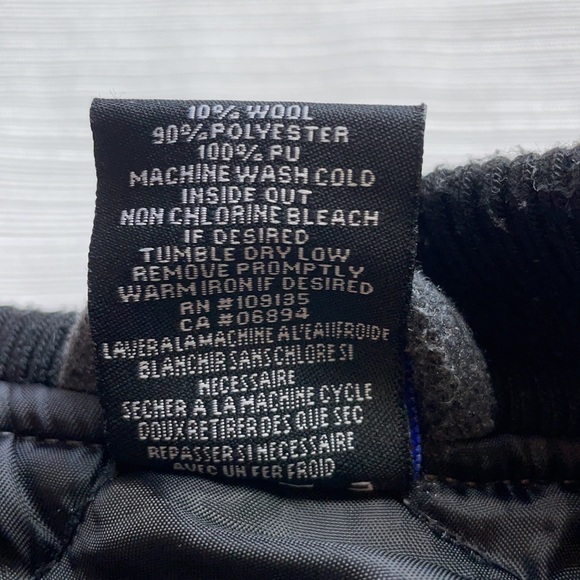 10% WOOL
90% POLYESTER
100% PU
MACHINE WASH COLD
INSIDE OUT
NON CHLORINE BLEACH
IF DESIRED
TUMBLE DRY LOW
REMOVE PROMPTLY
WARM IRON IF DESIRED
RN #109135
CA #06894
LAVER A LA MACHINE A L'EAU FROIDE
BLANCHIR SANS CHLORE SI
NECESSAIRE
SECHER A LA MACHINE CYCLE
DOUX RETIRER DES QUE SEC
REPASSER SI NECESSAIRE
AVEC UN FER FROID